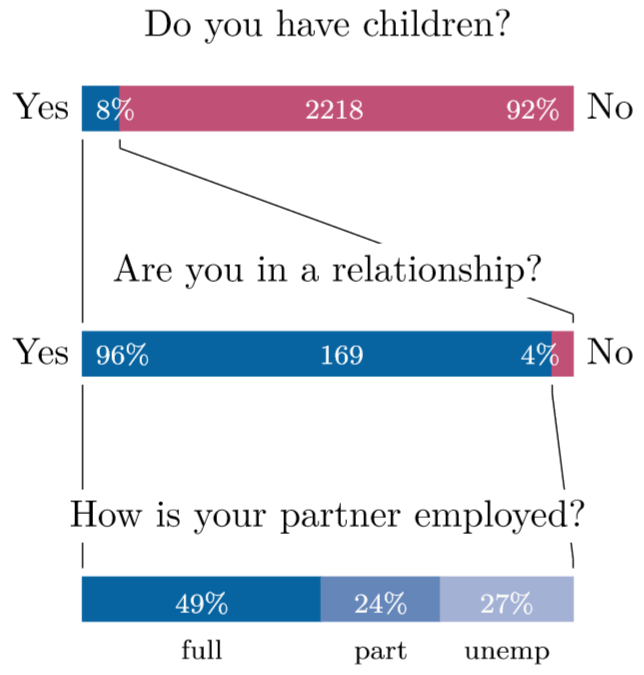 Do you have children?
Yes 8% 2218 92% No
Are you in a relationship?
Yes 96% 169 4% No
How is your partner employed?
49% 24% 27%
full part unemp